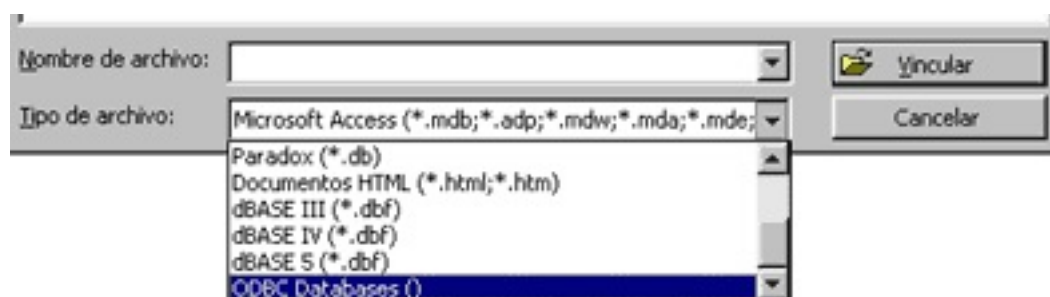 Nombre de archivo:
Vincular
Tipo de archivo:
Microsoft Access (*.mdb;*.adp;*.mdw;*.mda;*.mde;
Cancelar
Paradox (*.db)
Documentos HTML (*.html;*.htm)
dBASE III (*.dbf)
dBASE IV (*.dbf)
dBASE 5 (*.dbf)
ODBC Databases ()